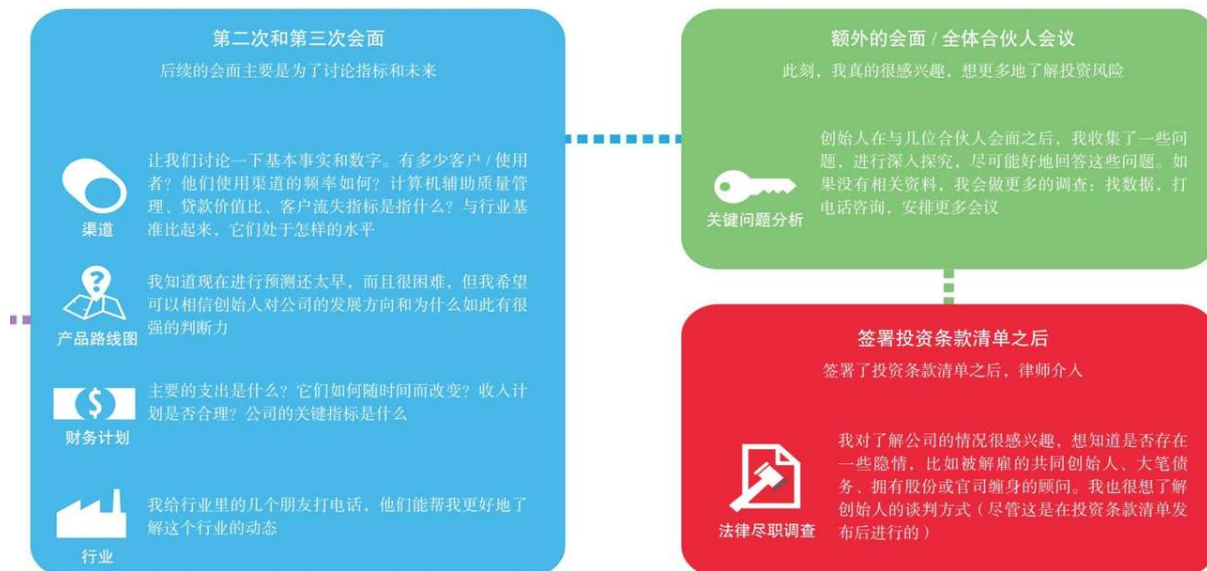 第二次和第三次会面
后续的会面主要是为了讨论指标和未来
让我们讨论一下基本事实和数字。有多少客户 / 使用
者？他们使用渠道的频率如何？计算机辅助质量管
理、贷款价值比、客户流失指标是指什么？与行业基
准比起来，它们处于怎样的水平
渠道
我知道现在进行预测还太早，而且很困难，但我希望
可以相信创始人对公司的发展方向和为什么如此有很
强的判断力
产品路线图
主要的支出是什么？它们如何随时间而改变？收入计
划是否合理？公司的关键指标是什么
财务计划
我给行业里的几个朋友打电话，他们能帮我更好地了
解这个行业的动态
行业
额外的会面 / 全体合伙人会议
此刻，我真的很感兴趣，想更多地了解投资风险
创始人在与几位合伙人会面之后，我收集了一些问
题，进行深入探究，尽可能好地回答这些问题。如
果没有相关资料，我会做更多的调查：找数据，打
电话咨询，安排更多会议
关键问题分析
签署投资条款清单之后
签署了投资条款清单之后，律师介入
我对了解公司的情况很感兴趣，想知道是否存在
一些隐情，比如被解雇的共同创始人、大笔债
务、拥有股份或官司缠身的顾问。我也很想了解
创始人的谈判方式（尽管这是在投资条款清单发
布后进行的）
法律尽职调查